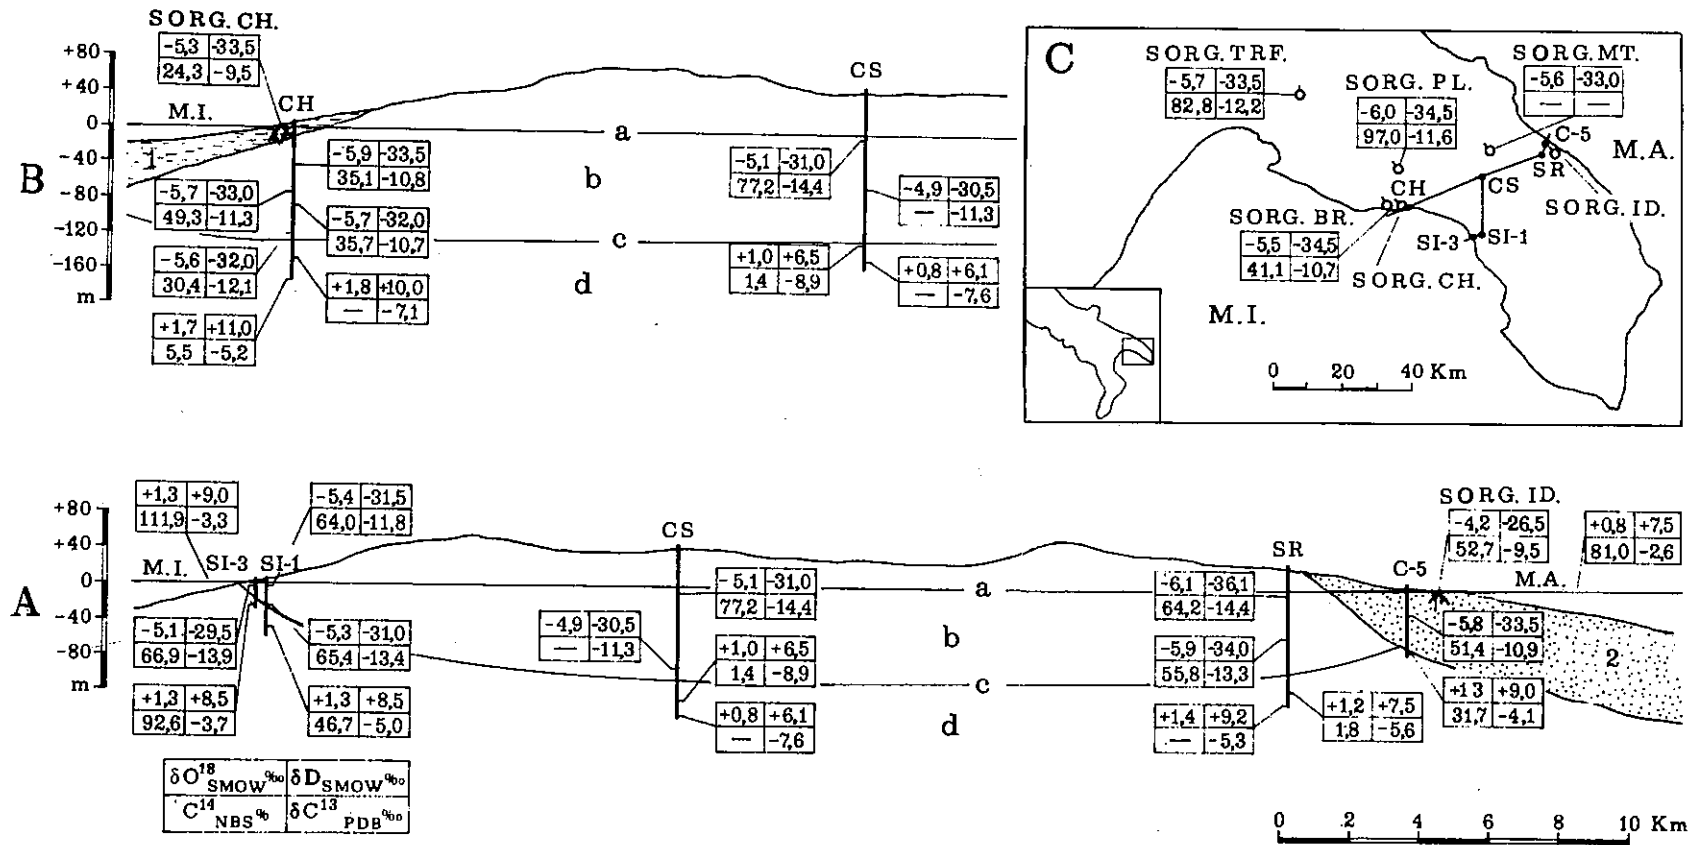 SORG. CH.
-5,3 -33,5
24,3 -9,5
+80
+40
0
-40
-80
-120
-160
m
B
M.I.
CH
CS
1
a
b
c
d
-5,9 -33,5
35,1 -10,8
-5,7 -33,0
49,3 -11,3
-5,7 -32,0
35,7 -10,7
-5,6 -32,0
30,4 -12,1
+1,8 +10,0
— -7,1
+1,7 +11,0
5,5 -5,2
-5,1 -31,0
77,2 -14,4
-4,9 -30,5
— -11,3
+1,0 +6,5
1,4 -8,9
+0,8 +6,1
— -7,6
C
SORG. TRF.
-5,7 -33,5
82,8 -12,2
SORG. PL.
-6,0 -34,5
97,0 -11,6
SORG. MT.
-5,6 -33,0
— —
C-5
M.A.
SR
CS
CH
SORG. ID.
SORG. BR.
-5,5 -34,5
41,1 -10,7
SI-3
SI-1
SORG. CH.
M.I.
0 20 40 Km
+80
+40
0
-40
-80
m
A
+1,3 +9,0
111,9 -3,3
-5,4 -31,5
64,0 -11,8
M.I.
SI-3
SI-1
CS
-5,1 -29,5
66,9 -13,9
-5,3 -31,0
65,4 -13,4
+1,3 +8,5
92,6 -3,7
+1,3 +8,5
46,7 -5,0
-4,9 -30,5
— -11,3
-5,1 -31,0
77,2 -14,4
+1,0 +6,5
1,4 -8,9
+0,8 +6,1
— -7,6
a
b
c
d
SR
-6,1 -36,1
64,2 -14,4
-5,9 -34,0
55,8 -13,3
+1,4 +9,2
— -5,3
+1,2 +7,5
1,8 -5,6
C-5
SORG. ID.
-4,2 -26,5
52,7 -9,5
+0,8 +7,5
81,0 -2,6
M.A.
-5,8 -33,5
51,4 -10,9
2
+1 3 +9,0
31,7 -4,1
δO¹⁸SMOW‰ δDSMOW‰
C¹⁴NBS% δC¹³PDB‰
0 2 4 6 8 10 Km